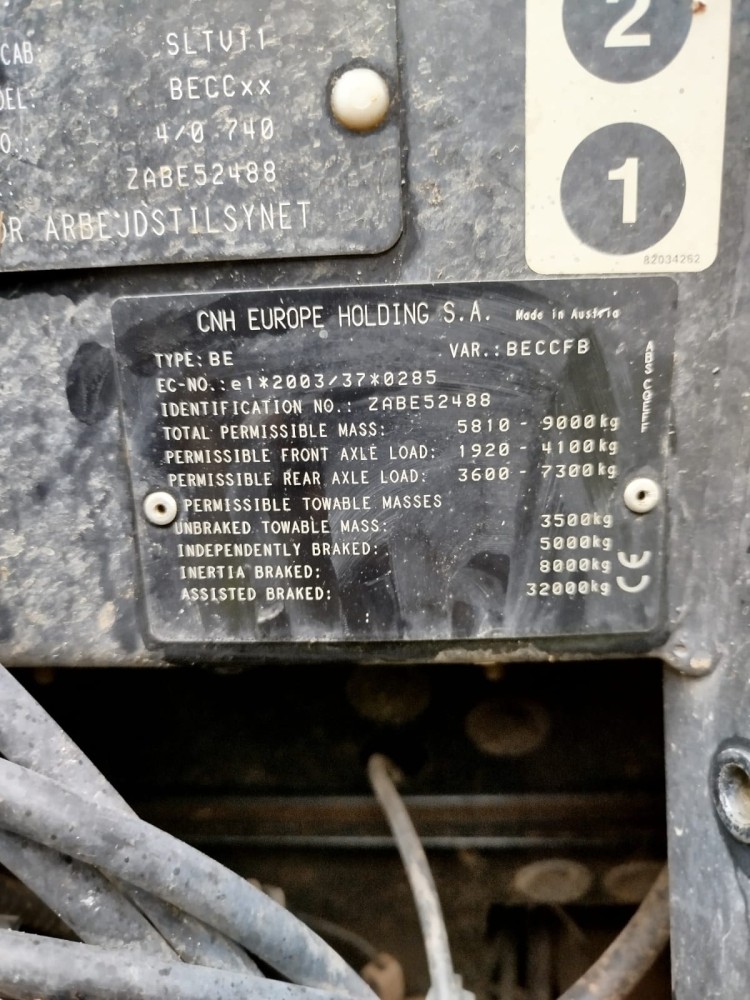 CAB: SLTV11
DEL: BECCxx
O.: 4/0 740
.: ZABE52488
OR ARBEJDSTILSYNET
2
1
82034262
CNH EUROPE HOLDING S.A. Made in Austria
TYPE: BE VAR.: BECCFB
EC-NO.: e1*2003/37*0285
IDENTIFICATION NO.: ZABE52488
TOTAL PERMISSIBLE MASS: 5810 - 9000kg
PERMISSIBLE FRONT AXLE LOAD: 1920 - 4100kg
PERMISSIBLE REAR AXLE LOAD: 3600 - 7300kg
PERMISSIBLE TOWABLE MASSES
UNBRAKED TOWABLE MASS: 3500kg
INDEPENDENTLY BRAKED: 5000kg
INERTIA BRAKED: 8000kg
ASSISTED BRAKED: 32000kg
:
CE
ABS COEFF